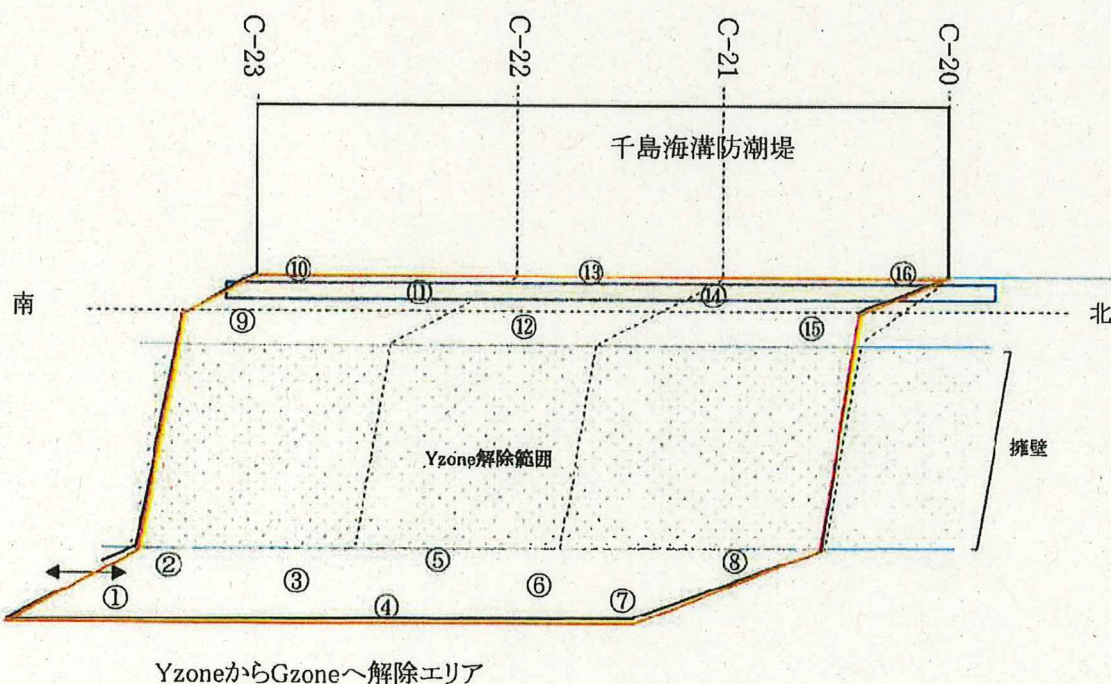 C-23
C-22
C-21
C-20
千島海溝防潮堤
⑩ ⑬ ⑯
⑪ ⑭
南
北
⑨ ⑫ ⑮
Yzone解除範囲
擁壁
② ⑤ ⑧
① ③ ⑥ ⑦
④
YzoneからGzoneへ解除エリア